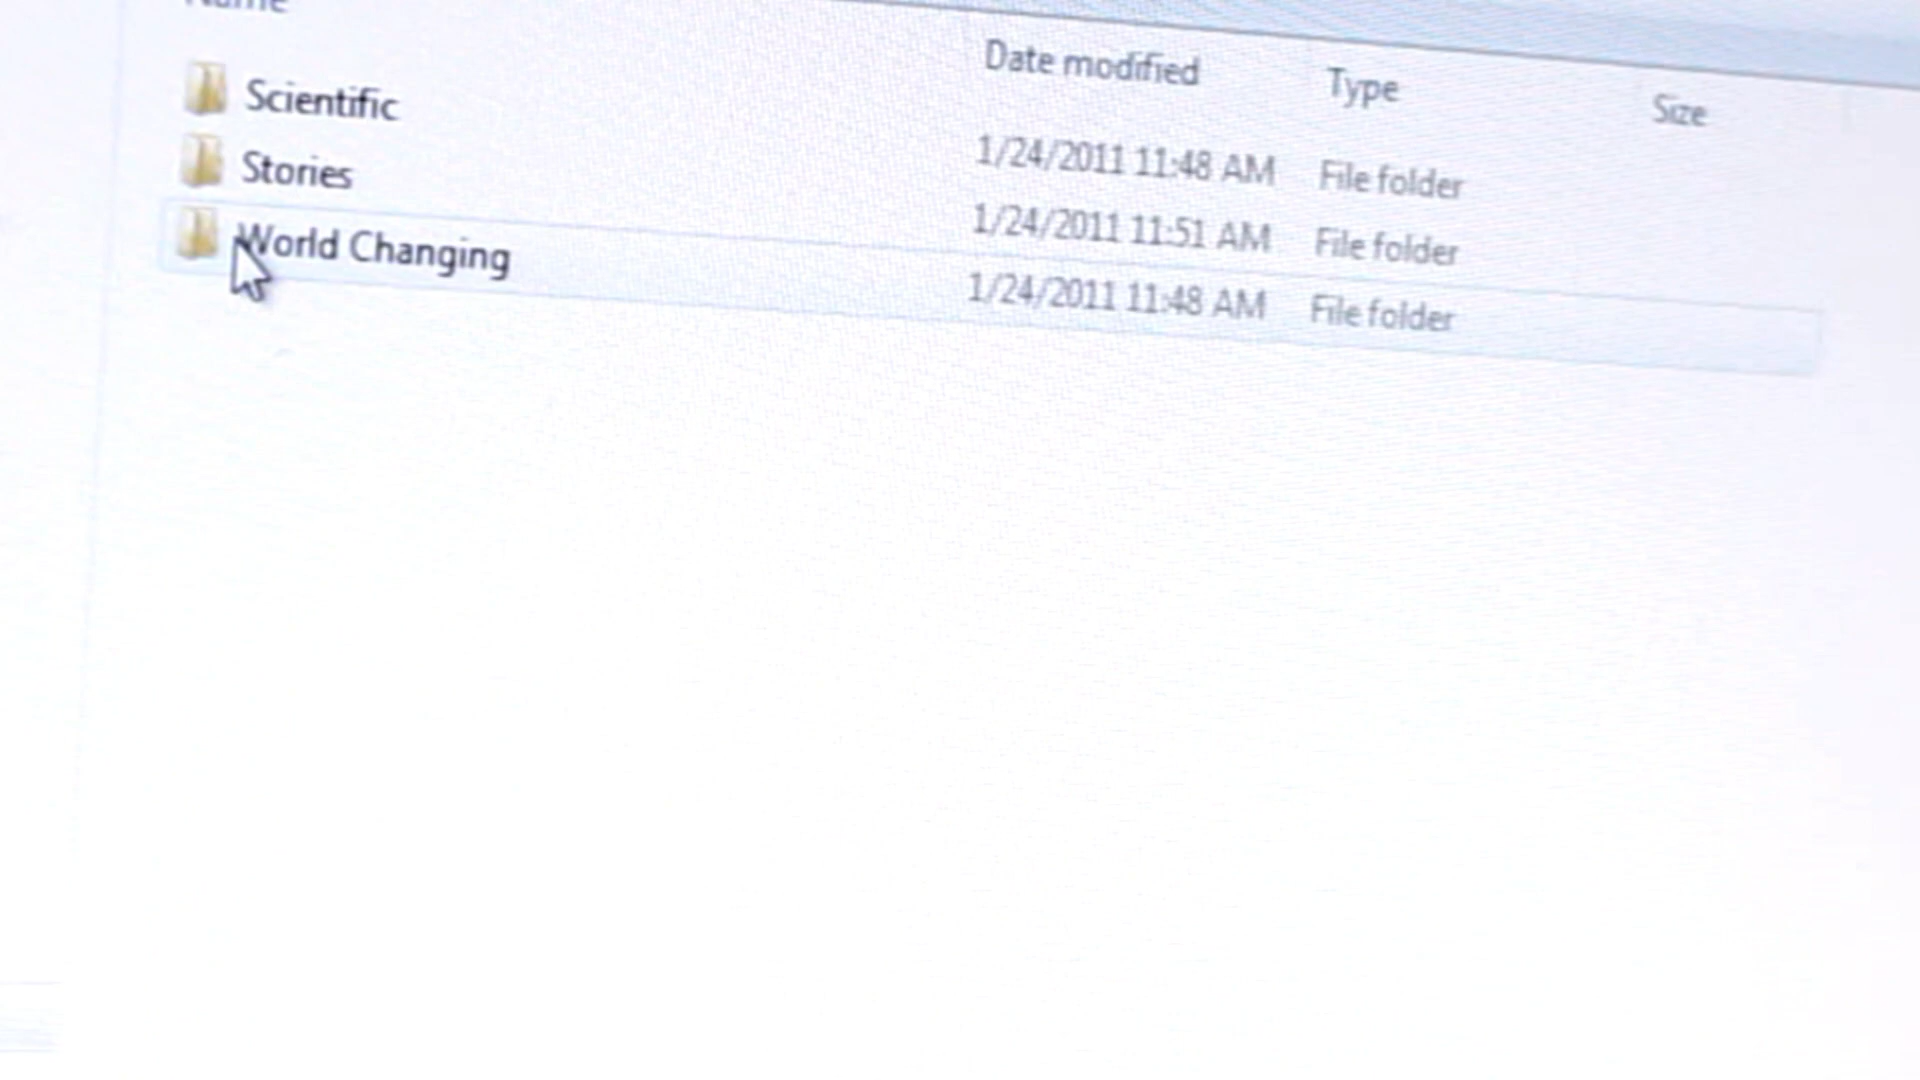 Name Date modified Type Size
Scientific 1/24/2011 11:48 AM File folder
Stories 1/24/2011 11:51 AM File folder
World Changing 1/24/2011 11:48 AM File folder